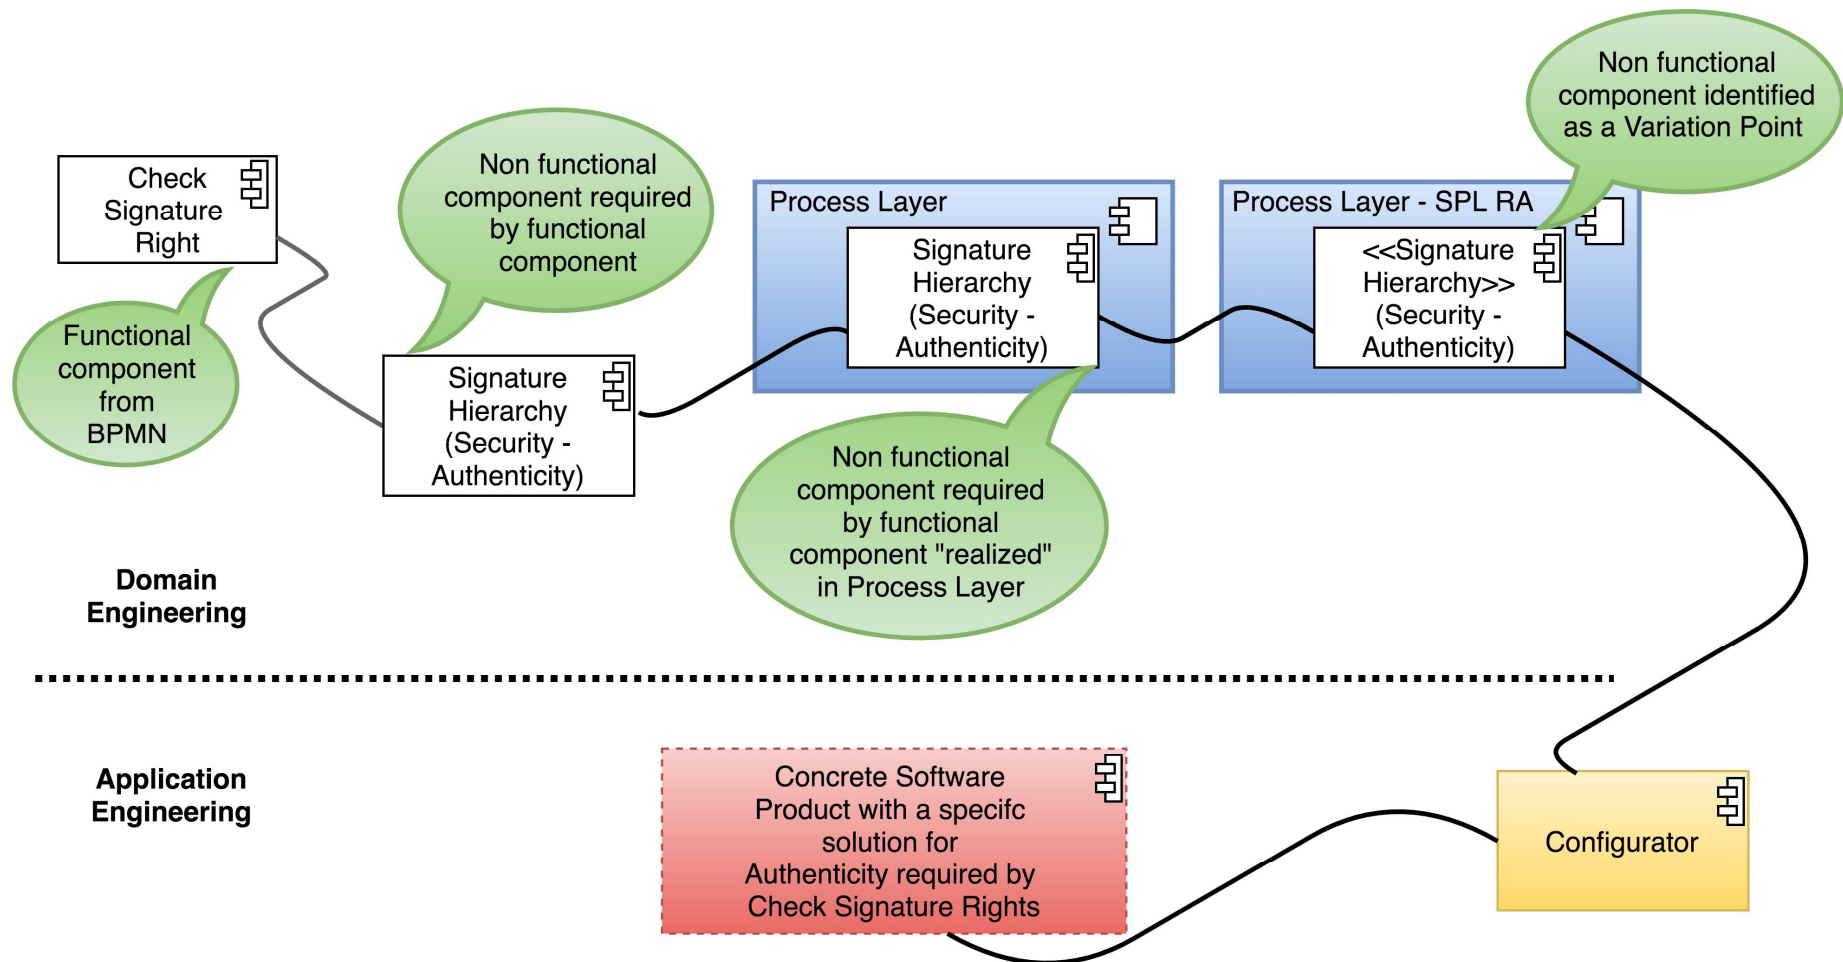 Non functional
component identified
as a Variation Point
Check
Signature
Right
Non functional
component required
by functional
component
Process Layer
Signature
Hierarchy
(Security -
Authenticity)
Process Layer - SPL RA
<<Signature
Hierarchy>>
(Security -
Authenticity)
Functional
component
from
BPMN
Signature
Hierarchy
(Security -
Authenticity)
Non functional
component required
by functional
component "realized"
in Process Layer
Domain
Engineering
Application
Engineering
Concrete Software
Product with a specifc
solution for
Authenticity required by
Check Signature Rights
Configurator